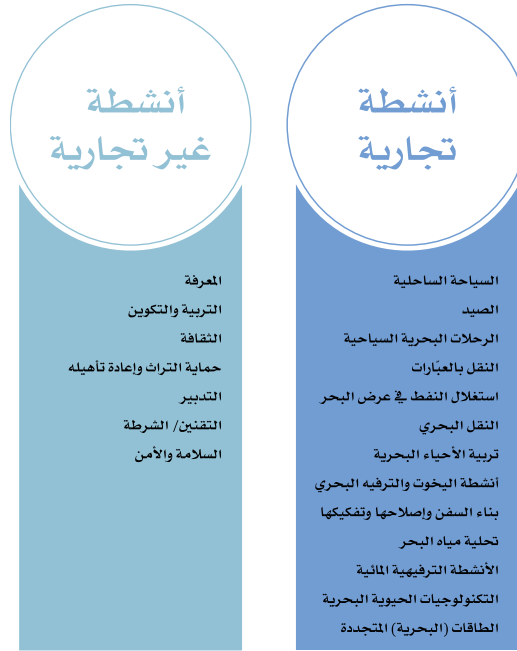 أنشطة
تجارية
السياحة الساحلية
الصيد
الرحلات البحرية السياحية
النقل بالعبّارات
استغلال النفط في عرض البحر
النقل البحري
تربية الأحياء البحرية
أنشطة اليخوت والترفيه البحري
بناء السفن وإصلاحها وتفكيكها
تحلية مياه البحر
الأنشطة الترفيهية المائية
التكنولوجيات الحيوية البحرية
الطاقات (البحرية) المتجددة
أنشطة
غير تجارية
المعرفة
التربية والتكوين
الثقافة
حماية التراث وإعادة تأهيله
التدبير
التقنين/ الشرطة
السلامة والأمن